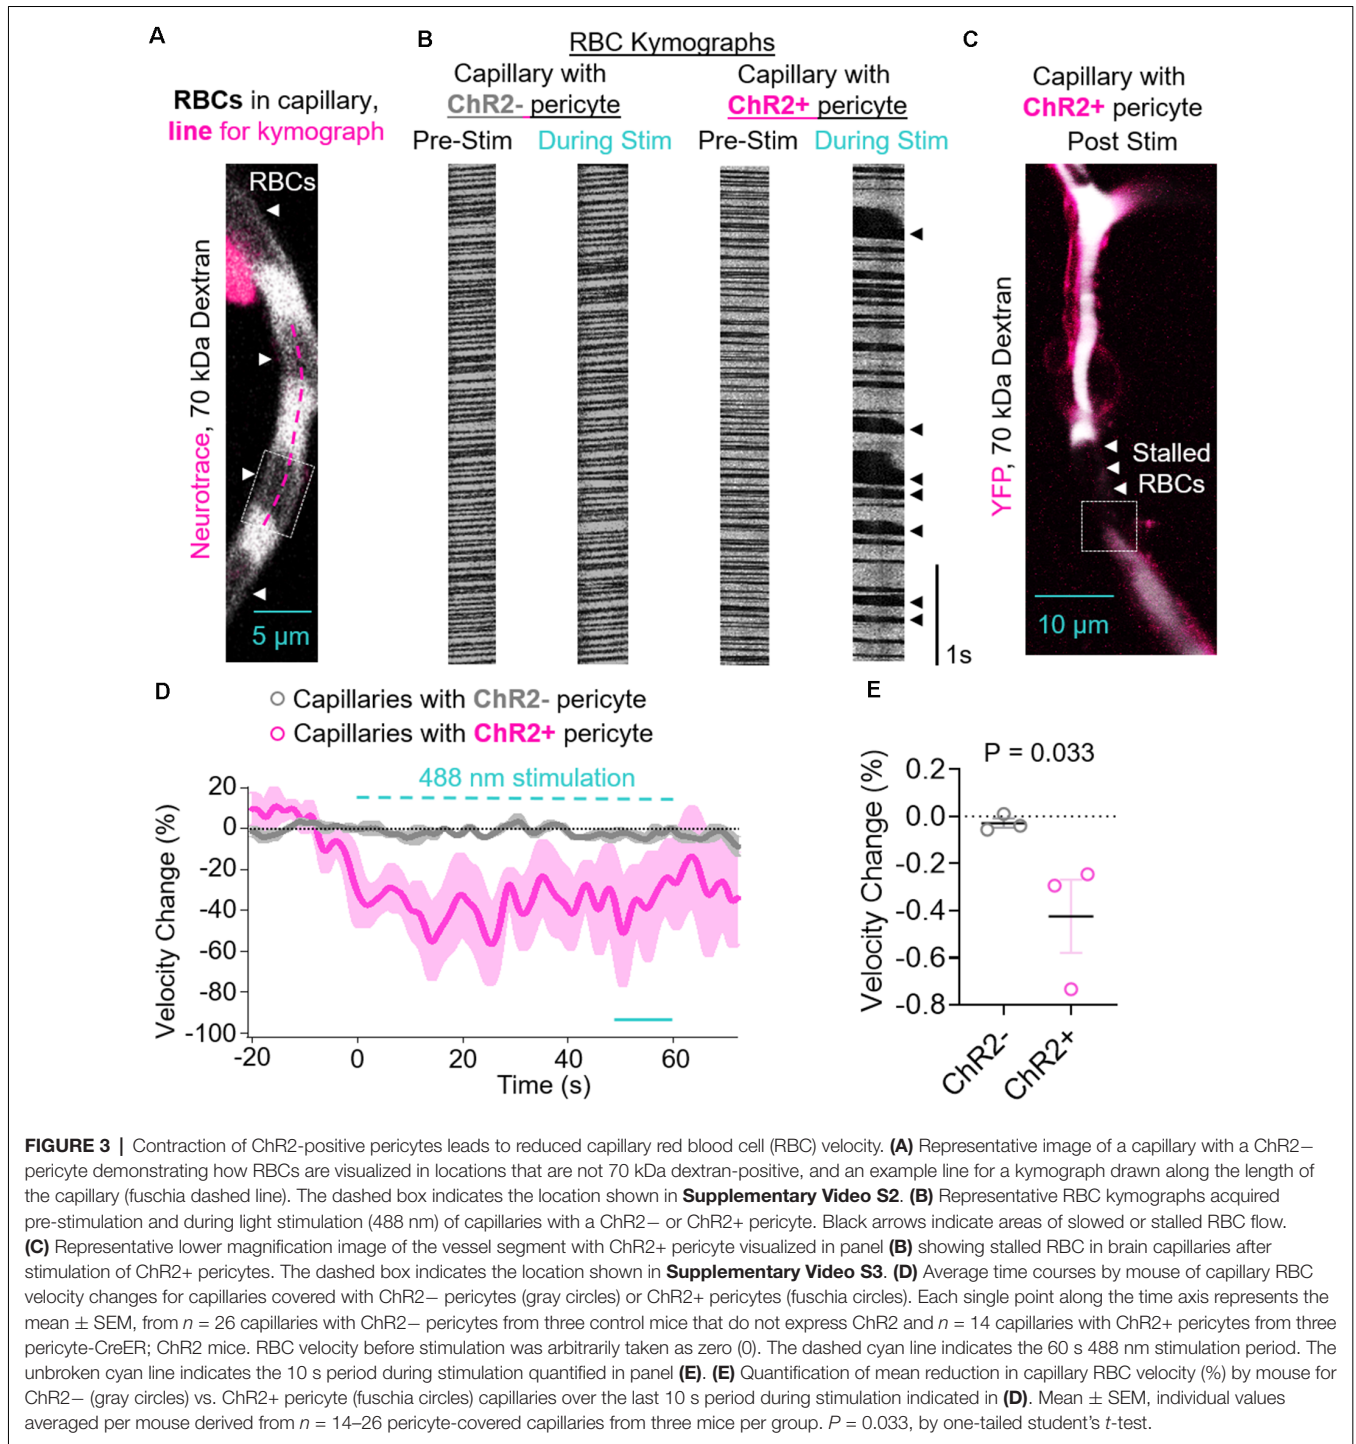 A
RBCs in capillary,
line for kymograph
RBCs
Neurotrace, 70 kDa Dextran
5 µm
B
RBC Kymographs
Capillary with
ChR2- pericyte
Pre-Stim During Stim
Capillary with
ChR2+ pericyte
Pre-Stim During Stim
1s
C
Capillary with
ChR2+ pericyte
Post Stim
YFP, 70 kDa Dextran
Stalled
RBCs
10 µm
D
Capillaries with ChR2- pericyte
Capillaries with ChR2+ pericyte
488 nm stimulation
Velocity Change (%)
20
0
-20
-40
-60
-80
-100
-20 0 20 40 60
Time (s)
E
P = 0.033
Velocity Change (%)
0.2
0.0
-0.2
-0.4
-0.6
-0.8
ChR2- ChR2+
FIGURE 3 | Contraction of ChR2-positive pericytes leads to reduced capillary red blood cell (RBC) velocity. (A) Representative image of a capillary with a ChR2−
pericyte demonstrating how RBCs are visualized in locations that are not 70 kDa dextran-positive, and an example line for a kymograph drawn along the length of
the capillary (fuschia dashed line). The dashed box indicates the location shown in Supplementary Video S2. (B) Representative RBC kymographs acquired
pre-stimulation and during light stimulation (488 nm) of capillaries with a ChR2− or ChR2+ pericyte. Black arrows indicate areas of slowed or stalled RBC flow.
(C) Representative lower magnification image of the vessel segment with ChR2+ pericyte visualized in panel (B) showing stalled RBC in brain capillaries after
stimulation of ChR2+ pericytes. The dashed box indicates the location shown in Supplementary Video S3. (D) Average time courses by mouse of capillary RBC
velocity changes for capillaries covered with ChR2− pericytes (gray circles) or ChR2+ pericytes (fuschia circles). Each single point along the time axis represents the
mean ± SEM, from n = 26 capillaries with ChR2− pericytes from three control mice that do not express ChR2 and n = 14 capillaries with ChR2+ pericytes from three
pericyte-CreER; ChR2 mice. RBC velocity before stimulation was arbitrarily taken as zero (0). The dashed cyan line indicates the 60 s 488 nm stimulation period. The
unbroken cyan line indicates the 10 s period during stimulation quantified in panel (E). (E) Quantification of mean reduction in capillary RBC velocity (%) by mouse for
ChR2− (gray circles) vs. ChR2+ pericyte (fuschia circles) capillaries over the last 10 s period during stimulation indicated in (D). Mean ± SEM, individual values
averaged per mouse derived from n = 14–26 pericyte-covered capillaries from three mice per group. P = 0.033, by one-tailed student's t-test.